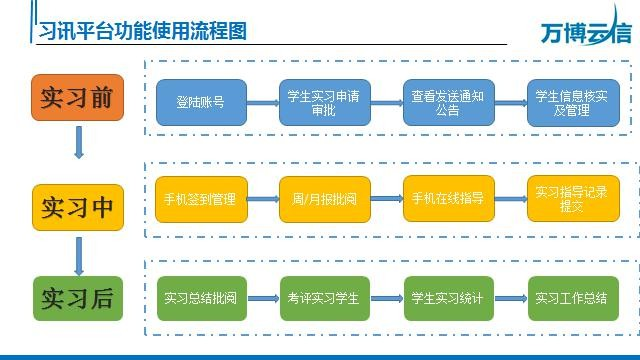 习讯平台功能使用流程图
万博云信
实习前
登陆账号
学生实习申请
审批
查看发送通知
公告
学生信息核实
及管理
实习中
手机签到管理
周/月报批阅
手机在线指导
实习指导记录
提交
实习后
实习总结批阅
考评实习学生
学生实习统计
实习工作总结